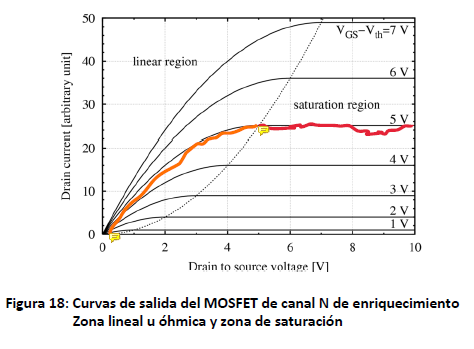 50
V_GS−V_th=7 V
linear region
40
6 V
saturation region
30
5 V
20
4 V
10
3 V
2 V
1 V
0
0 2 4 6 8 10
Drain current [arbitrary unit]
Drain to source voltage [V]
Figura 18: Curvas de salida del MOSFET de canal N de enriquecimiento
Zona lineal u óhmica y zona de saturación